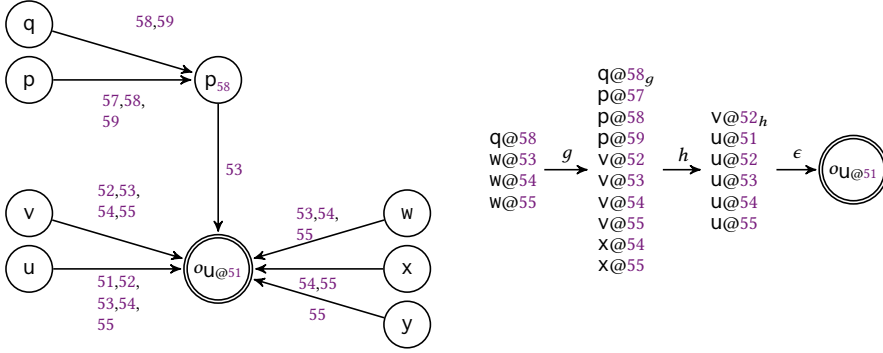 q
58,59
p
57,58,
59
p58
53
v
52,53,
54,55
u
51,52,
53,54,
55
ou@51
53,54,
55
w
54,55
x
55
y
q@58
w@53
w@54
w@55
g
q@58g
p@57
p@58
p@59
v@52
v@53
v@54
v@55
x@54
x@55
h
v@52h
u@51
u@52
u@53
u@54
u@55
ϵ
ou@51